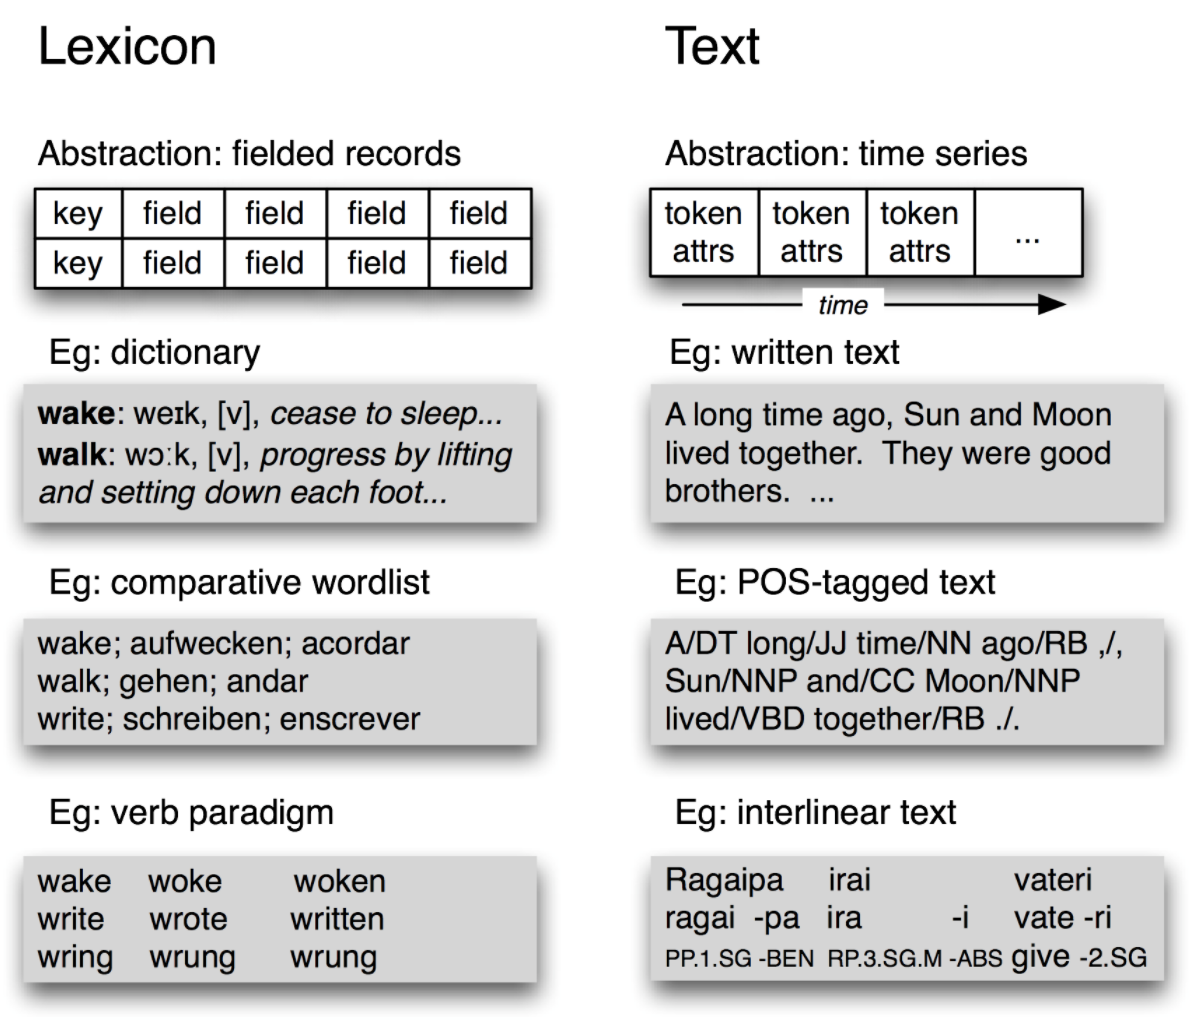 Lexicon
Abstraction: fielded records
key field field field field
key field field field field
Eg: dictionary
wake: weɪk, [v], cease to sleep...
walk: wɔːk, [v], progress by lifting
and setting down each foot...
Eg: comparative wordlist
wake; aufwecken; acordar
walk; gehen; andar
write; schreiben; enscrever
Eg: verb paradigm
wake woke woken
write wrote written
wring wrung wrung
Text
Abstraction: time series
token token token ...
attrs attrs attrs
time
Eg: written text
A long time ago, Sun and Moon
lived together. They were good
brothers. ...
Eg: POS-tagged text
A/DT long/JJ time/NN ago/RB ,/,
Sun/NNP and/CC Moon/NNP
lived/VBD together/RB ./.
Eg: interlinear text
Ragaipa irai vateri
ragai -pa ira -i vate -ri
PP.1.SG -BEN RP.3.SG.M -ABS give -2.SG